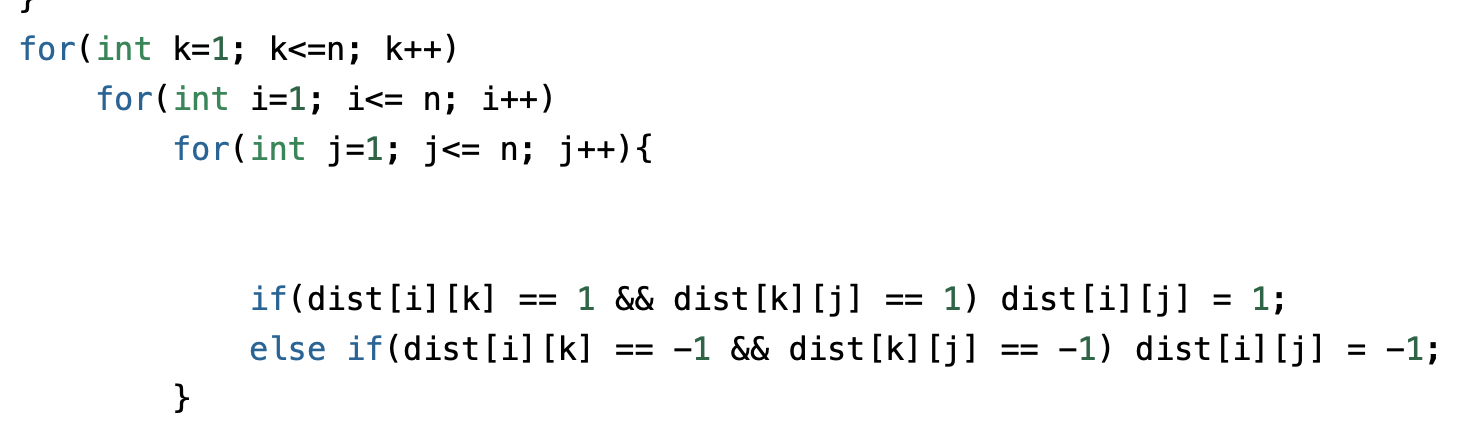 }
for(int k=1; k<=n; k++)
    for(int i=1; i<= n; i++)
        for(int j=1; j<= n; j++){
            if(dist[i][k] == 1 && dist[k][j] == 1) dist[i][j] = 1;
            else if(dist[i][k] == -1 && dist[k][j] == -1) dist[i][j] = -1;
        }